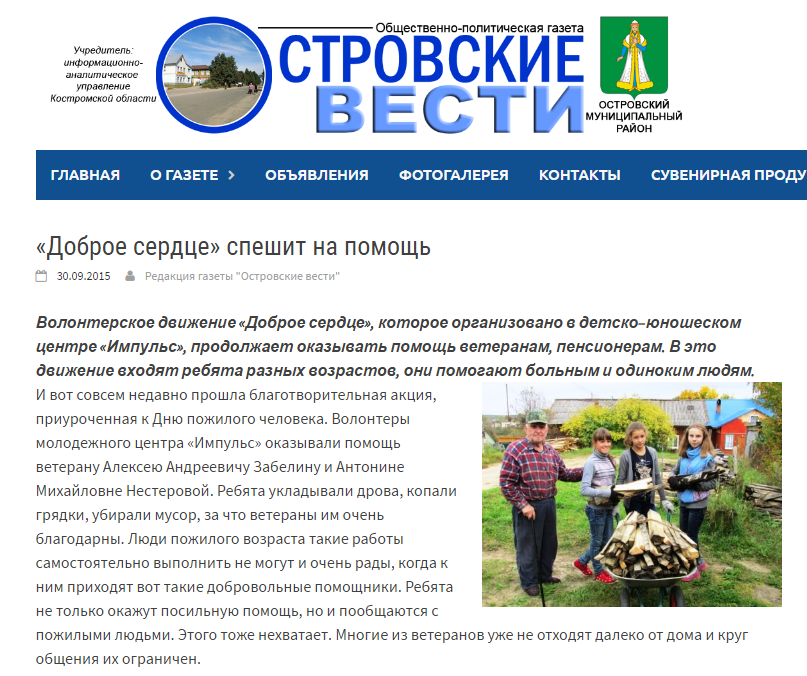 Учредитель:
информационно-
аналитическое
управление
Костромской области
Общественно-политическая газета
ОСТРОВСКИЕ
ВЕСТИ
ОСТРОВСКИЙ
МУНИЦИПАЛЬНЫЙ
РАЙОН
ГЛАВНАЯ О ГАЗЕТЕ ОБЪЯВЛЕНИЯ ФОТОГАЛЕРЕЯ КОНТАКТЫ СУВЕНИРНАЯ ПРОДУ
«Доброе сердце» спешит на помощь
30.09.2015 Редакция газеты "Островские вести"
Волонтерское движение «Доброе сердце», которое организовано в детско–юношеском
центре «Импульс», продолжает оказывать помощь ветеранам, пенсионерам. В это
движение входят ребята разных возрастов, они помогают больным и одиноким людям.
И вот совсем недавно прошла благотворительная акция,
приуроченная к Дню пожилого человека. Волонтеры
молодежного центра «Импульс» оказывали помощь
ветерану Алексею Андреевичу Забелину и Антонине
Михайловне Нестеровой. Ребята укладывали дрова, копали
грядки, убирали мусор, за что ветераны им очень
благодарны. Люди пожилого возраста такие работы
самостоятельно выполнить не могут и очень рады, когда к
ним приходят вот такие добровольные помощники. Ребята
не только окажут посильную помощь, но и пообщаются с
пожилыми людьми. Этого тоже нехватает. Многие из ветеранов уже не отходят далеко от дома и круг
общения их ограничен.